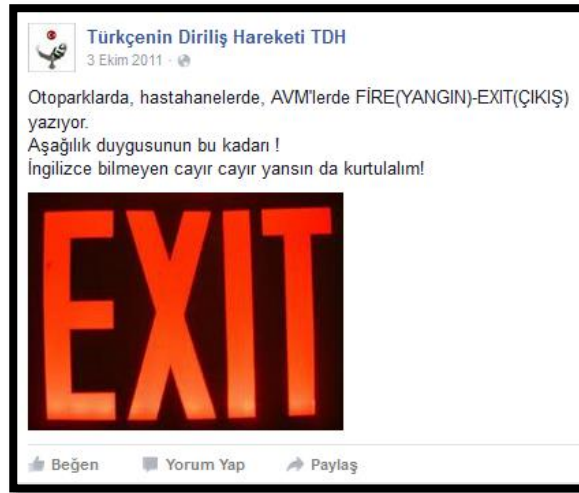 Türkçenin Diriliş Hareketi TDH
3 Ekim 2011
Otoparklarda, hastahanelerde, AVM'lerde FİRE(YANGIN)-EXIT(ÇIKIŞ)
yazıyor.
Aşağılık duygusunun bu kadarı !
İngilizce bilmeyen cayır cayır yansın da kurtulalım!
EXIT
Beğen Yorum Yap Paylaş